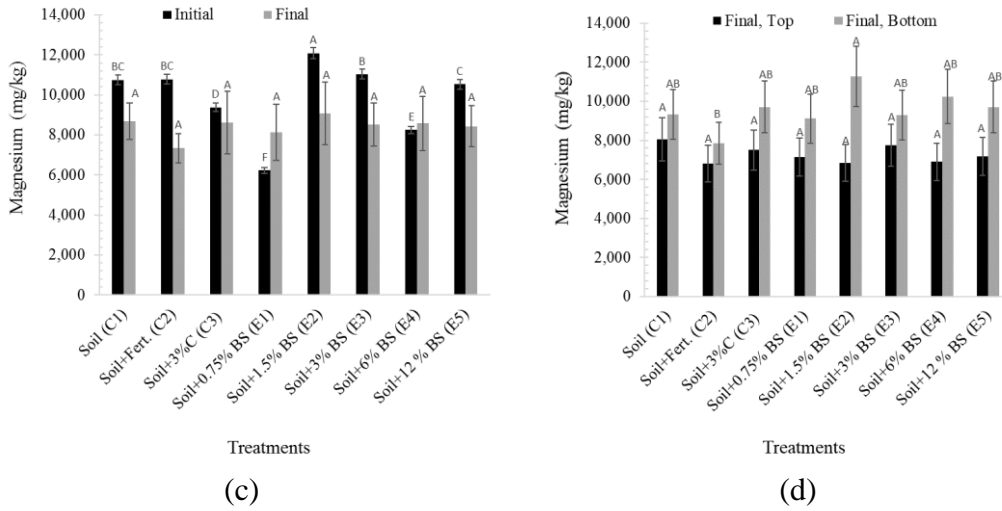 Initial Final
14,000
12,000
10,000
8,000
6,000
4,000
2,000
0
Magnesium (mg/kg)
BC A
BC A
D A
F A
A A
B A
E A
C A
Soil (C1)
Soil+Fert. (C2)
Soil+3%C (C3)
Soil+0.75% BS (E1)
Soil+1.5% BS (E2)
Soil+3% BS (E3)
Soil+6% BS (E4)
Soil+12 % BS (E5)
Treatments
(c)
Final, Top Final, Bottom
14,000
12,000
10,000
8,000
6,000
4,000
2,000
0
Magnesium (mg/kg)
A AB
A B
A AB
A AB
A A
A AB
A AB
A AB
Soil (C1)
Soil+Fert. (C2)
Soil+3%C (C3)
Soil+0.75% BS (E1)
Soil+1.5% BS (E2)
Soil+3% BS (E3)
Soil+6% BS (E4)
Soil+12 % BS (E5)
Treatments
(d)